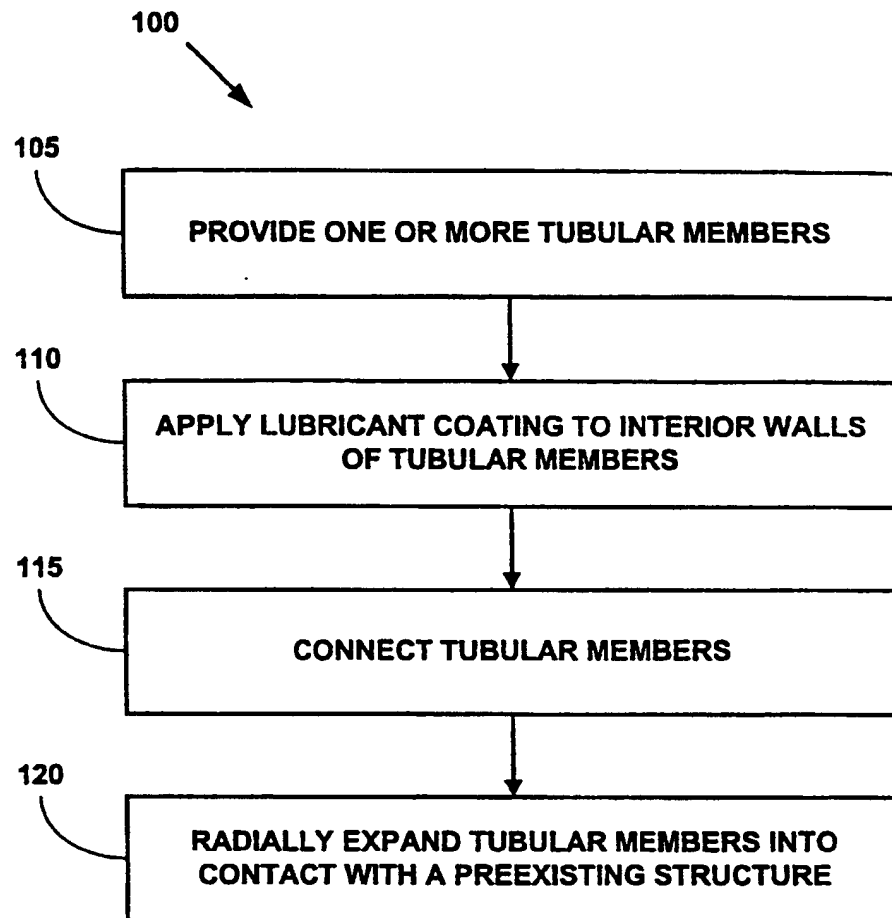 100
105
PROVIDE ONE OR MORE TUBULAR MEMBERS
110
APPLY LUBRICANT COATING TO INTERIOR WALLS
OF TUBULAR MEMBERS
115
CONNECT TUBULAR MEMBERS
120
RADIALLY EXPAND TUBULAR MEMBERS INTO
CONTACT WITH A PREEXISTING STRUCTURE